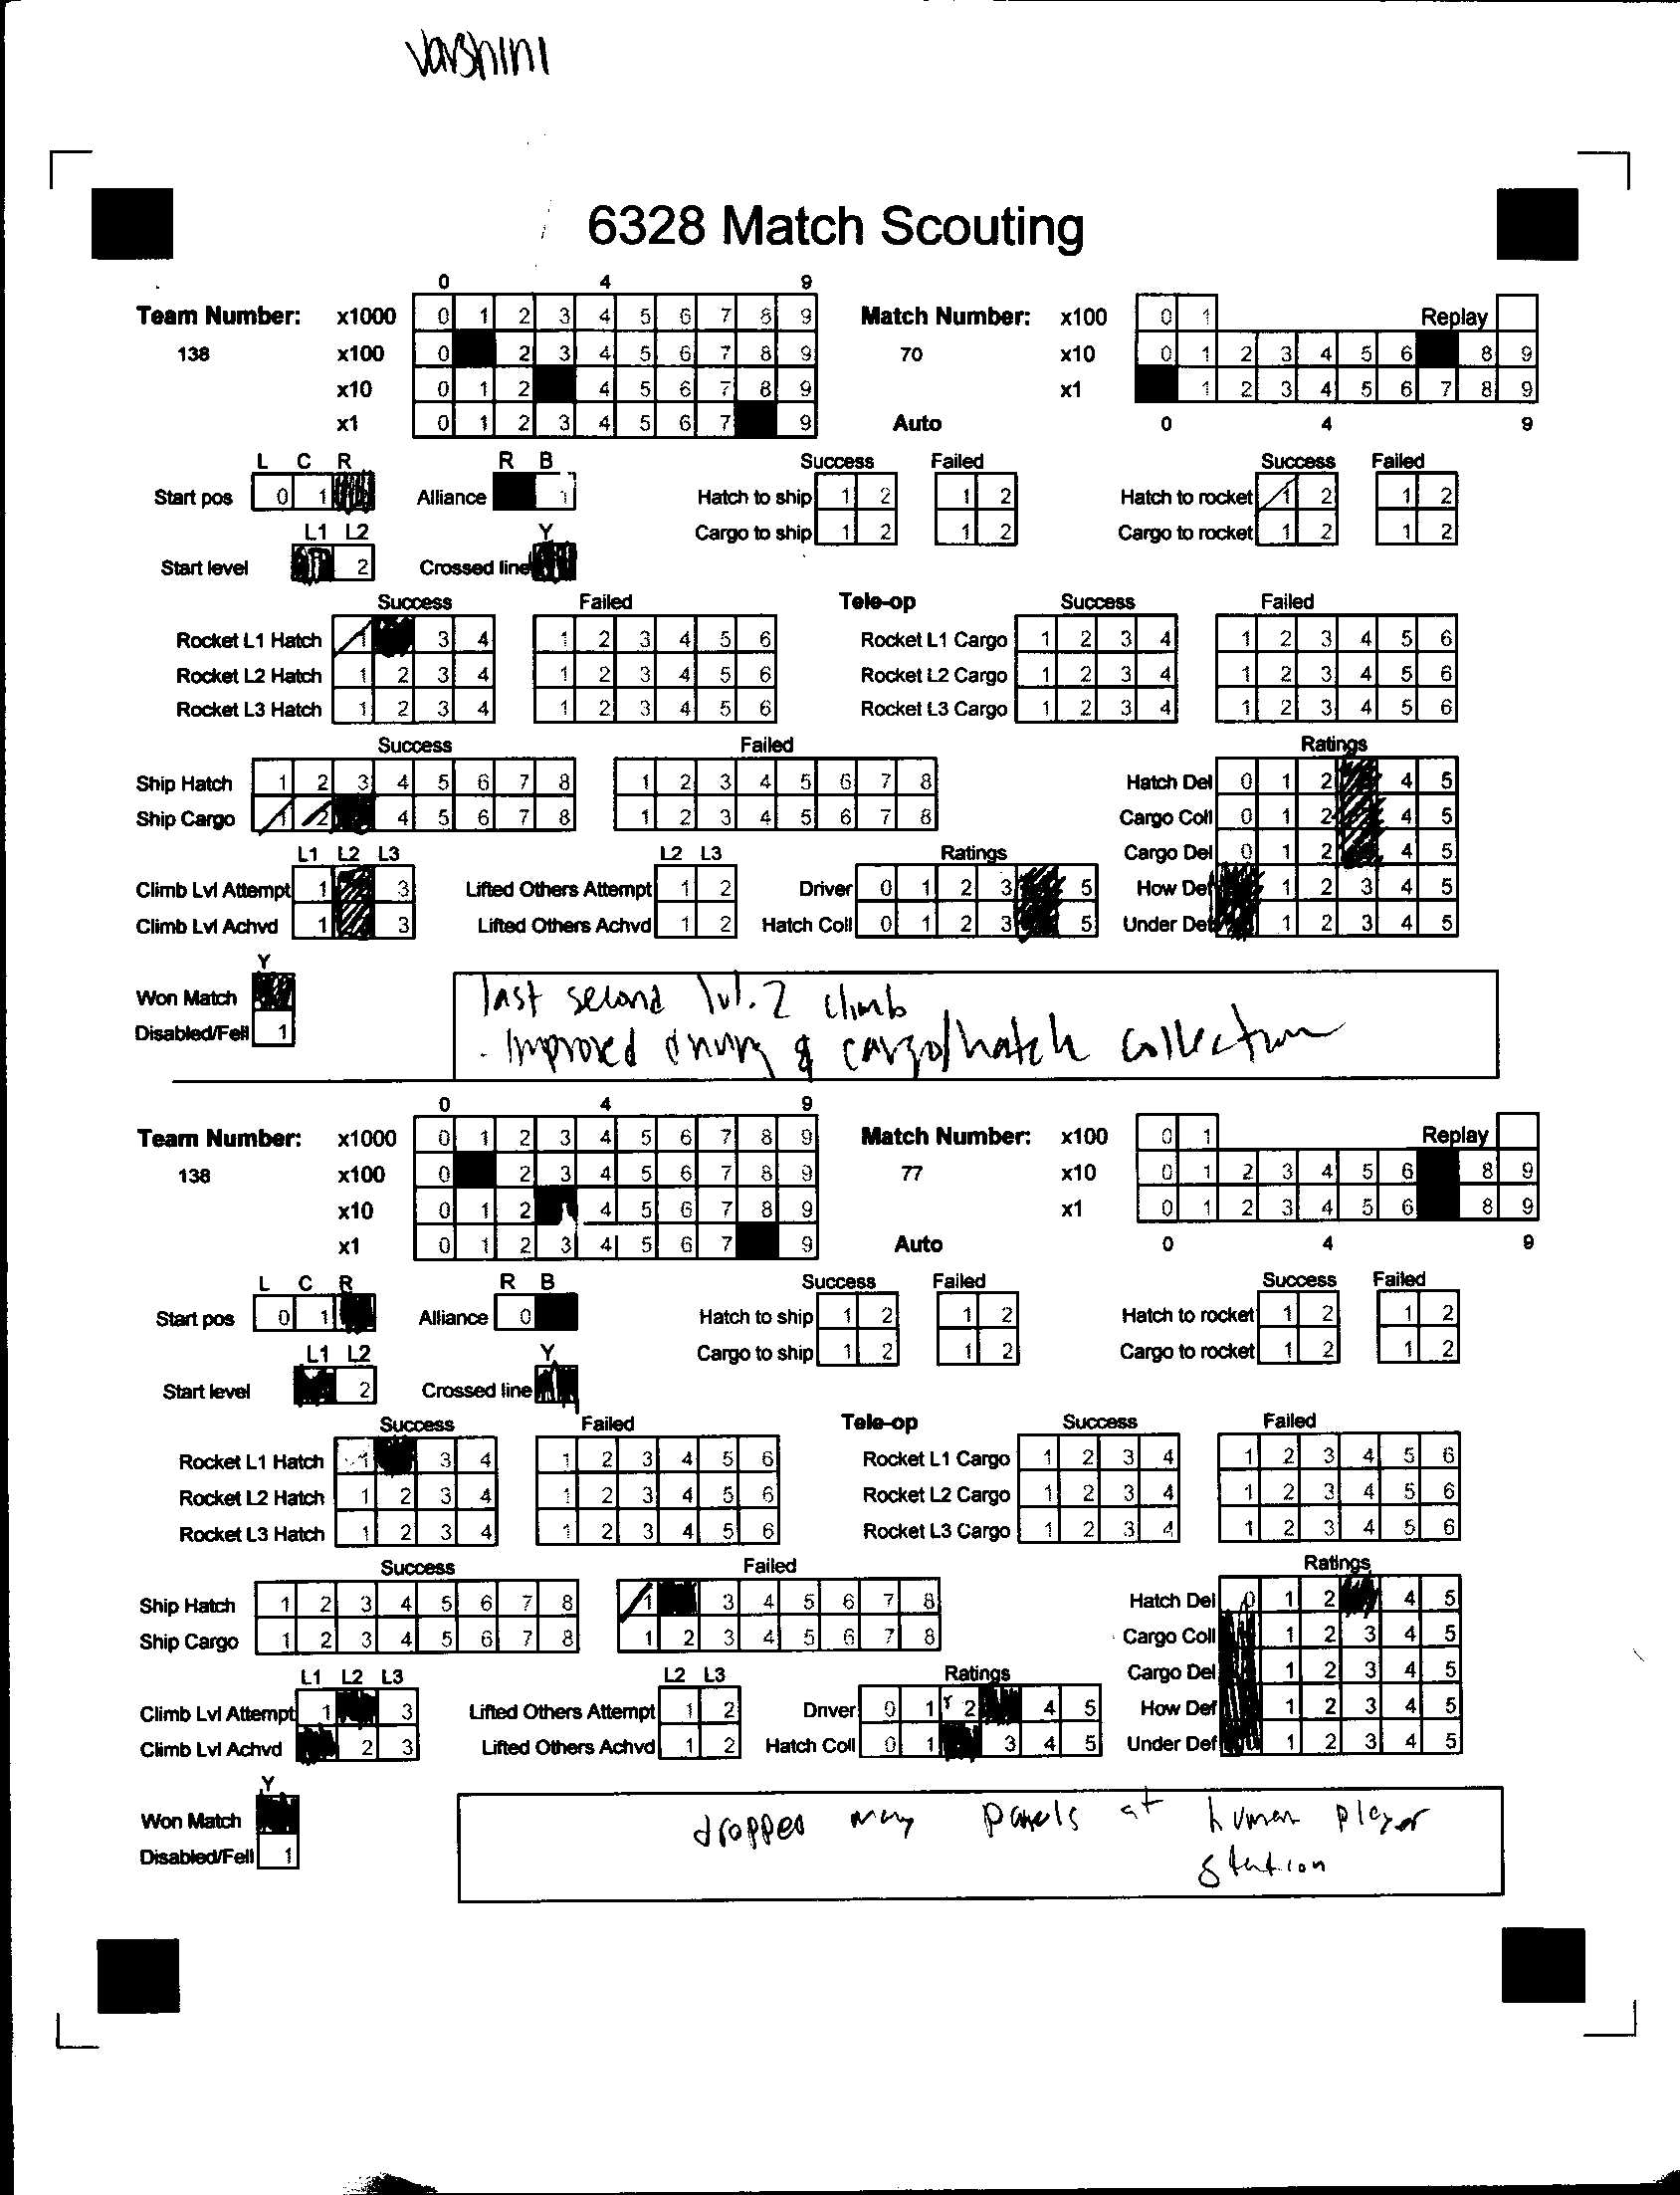 Varshini
6328 Match Scouting
0 4 9
Team Number: x1000 0 1 2 3 4 5 6 7 8 9 Match Number: x100 0 1 Replay
138 x100 0 2 3 4 5 6 7 8 9 70 x10 0 1 2 3 4 5 6 8 9
x10 0 1 2 4 5 6 7 8 9 x1 1 2 3 4 5 6 7 8 9
x1 0 1 2 3 4 5 6 7 9 Auto 0 4 9
L C R R B Success Failed Success Failed
Start pos 0 1 Alliance 1 Hatch to ship 1 2 1 2 Hatch to rocket 1 2 1 2
L1 L2 Y Cargo to ship 1 2 1 2 Cargo to rocket 1 2 1 2
Start level 2 Crossed line
Success Failed Tele-op Success Failed
Rocket L1 Hatch 1 3 4 1 2 3 4 5 6 Rocket L1 Cargo 1 2 3 4 1 2 3 4 5 6
Rocket L2 Hatch 1 2 3 4 1 2 3 4 5 6 Rocket L2 Cargo 1 2 3 4 1 2 3 4 5 6
Rocket L3 Hatch 1 2 3 4 1 2 3 4 5 6 Rocket L3 Cargo 1 2 3 4 1 2 3 4 5 6
Success Failed Ratings
Ship Hatch 1 2 3 4 5 6 7 8 1 2 3 4 5 6 7 8 Hatch Del 0 1 2 4 5
Ship Cargo 1 2 4 5 6 7 8 1 2 3 4 5 6 7 8 Cargo Coll 0 1 2 4 5
L1 L2 L3 L2 L3 Ratings Cargo Del 0 1 2 4 5
Climb Lvl Attempt 1 3 Lifted Others Attempt 1 2 Driver 0 1 2 3 5 How Def 1 2 3 4 5
Climb Lvl Achvd 1 3 Lifted Others Achvd 1 2 Hatch Coll 0 1 2 3 5 Under Def 1 2 3 4 5
Y
Won Match
Disabled/Fell 1
last second lvl. 2 climb
- Improved driving & cargo/hatch collection
0 4 9
Team Number: x1000 0 1 2 3 4 5 6 7 8 9 Match Number: x100 0 1 Replay
138 x100 0 2 3 4 5 6 7 8 9 77 x10 0 1 2 3 4 5 6 8 9
x10 0 1 2 4 5 6 7 8 9 x1 0 1 2 3 4 5 6 8 9
x1 0 1 2 3 4 5 6 7 9 Auto 0 4 9
L C R R B Success Failed Success Failed
Start pos 0 1 Alliance 0 Hatch to ship 1 2 1 2 Hatch to rocket 1 2 1 2
L1 L2 Y Cargo to ship 1 2 1 2 Cargo to rocket 1 2 1 2
Start level 2 Crossed line
Success Failed Tele-op Success Failed
Rocket L1 Hatch 1 3 4 1 2 3 4 5 6 Rocket L1 Cargo 1 2 3 4 1 2 3 4 5 6
Rocket L2 Hatch 1 2 3 4 1 2 3 4 5 6 Rocket L2 Cargo 1 2 3 4 1 2 3 4 5 6
Rocket L3 Hatch 1 2 3 4 1 2 3 4 5 6 Rocket L3 Cargo 1 2 3 4 1 2 3 4 5 6
Success Failed Ratings
Ship Hatch 1 2 3 4 5 6 7 8 1 3 4 5 6 7 8 Hatch Del 0 1 2 4 5
Ship Cargo 1 2 3 4 5 6 7 8 1 2 3 4 5 6 7 8 Cargo Coll 1 2 3 4 5
L1 L2 L3 L2 L3 Ratings Cargo Del 1 2 3 4 5
Climb Lvl Attempt 1 3 Lifted Others Attempt 1 2 Driver 0 1 2 4 5 How Def 1 2 3 4 5
Climb Lvl Achvd 2 3 Lifted Others Achvd 1 2 Hatch Coll 0 1 3 4 5 Under Def 1 2 3 4 5
Y
Won Match
Disabled/Fell 1
dropped many panels at human player
station